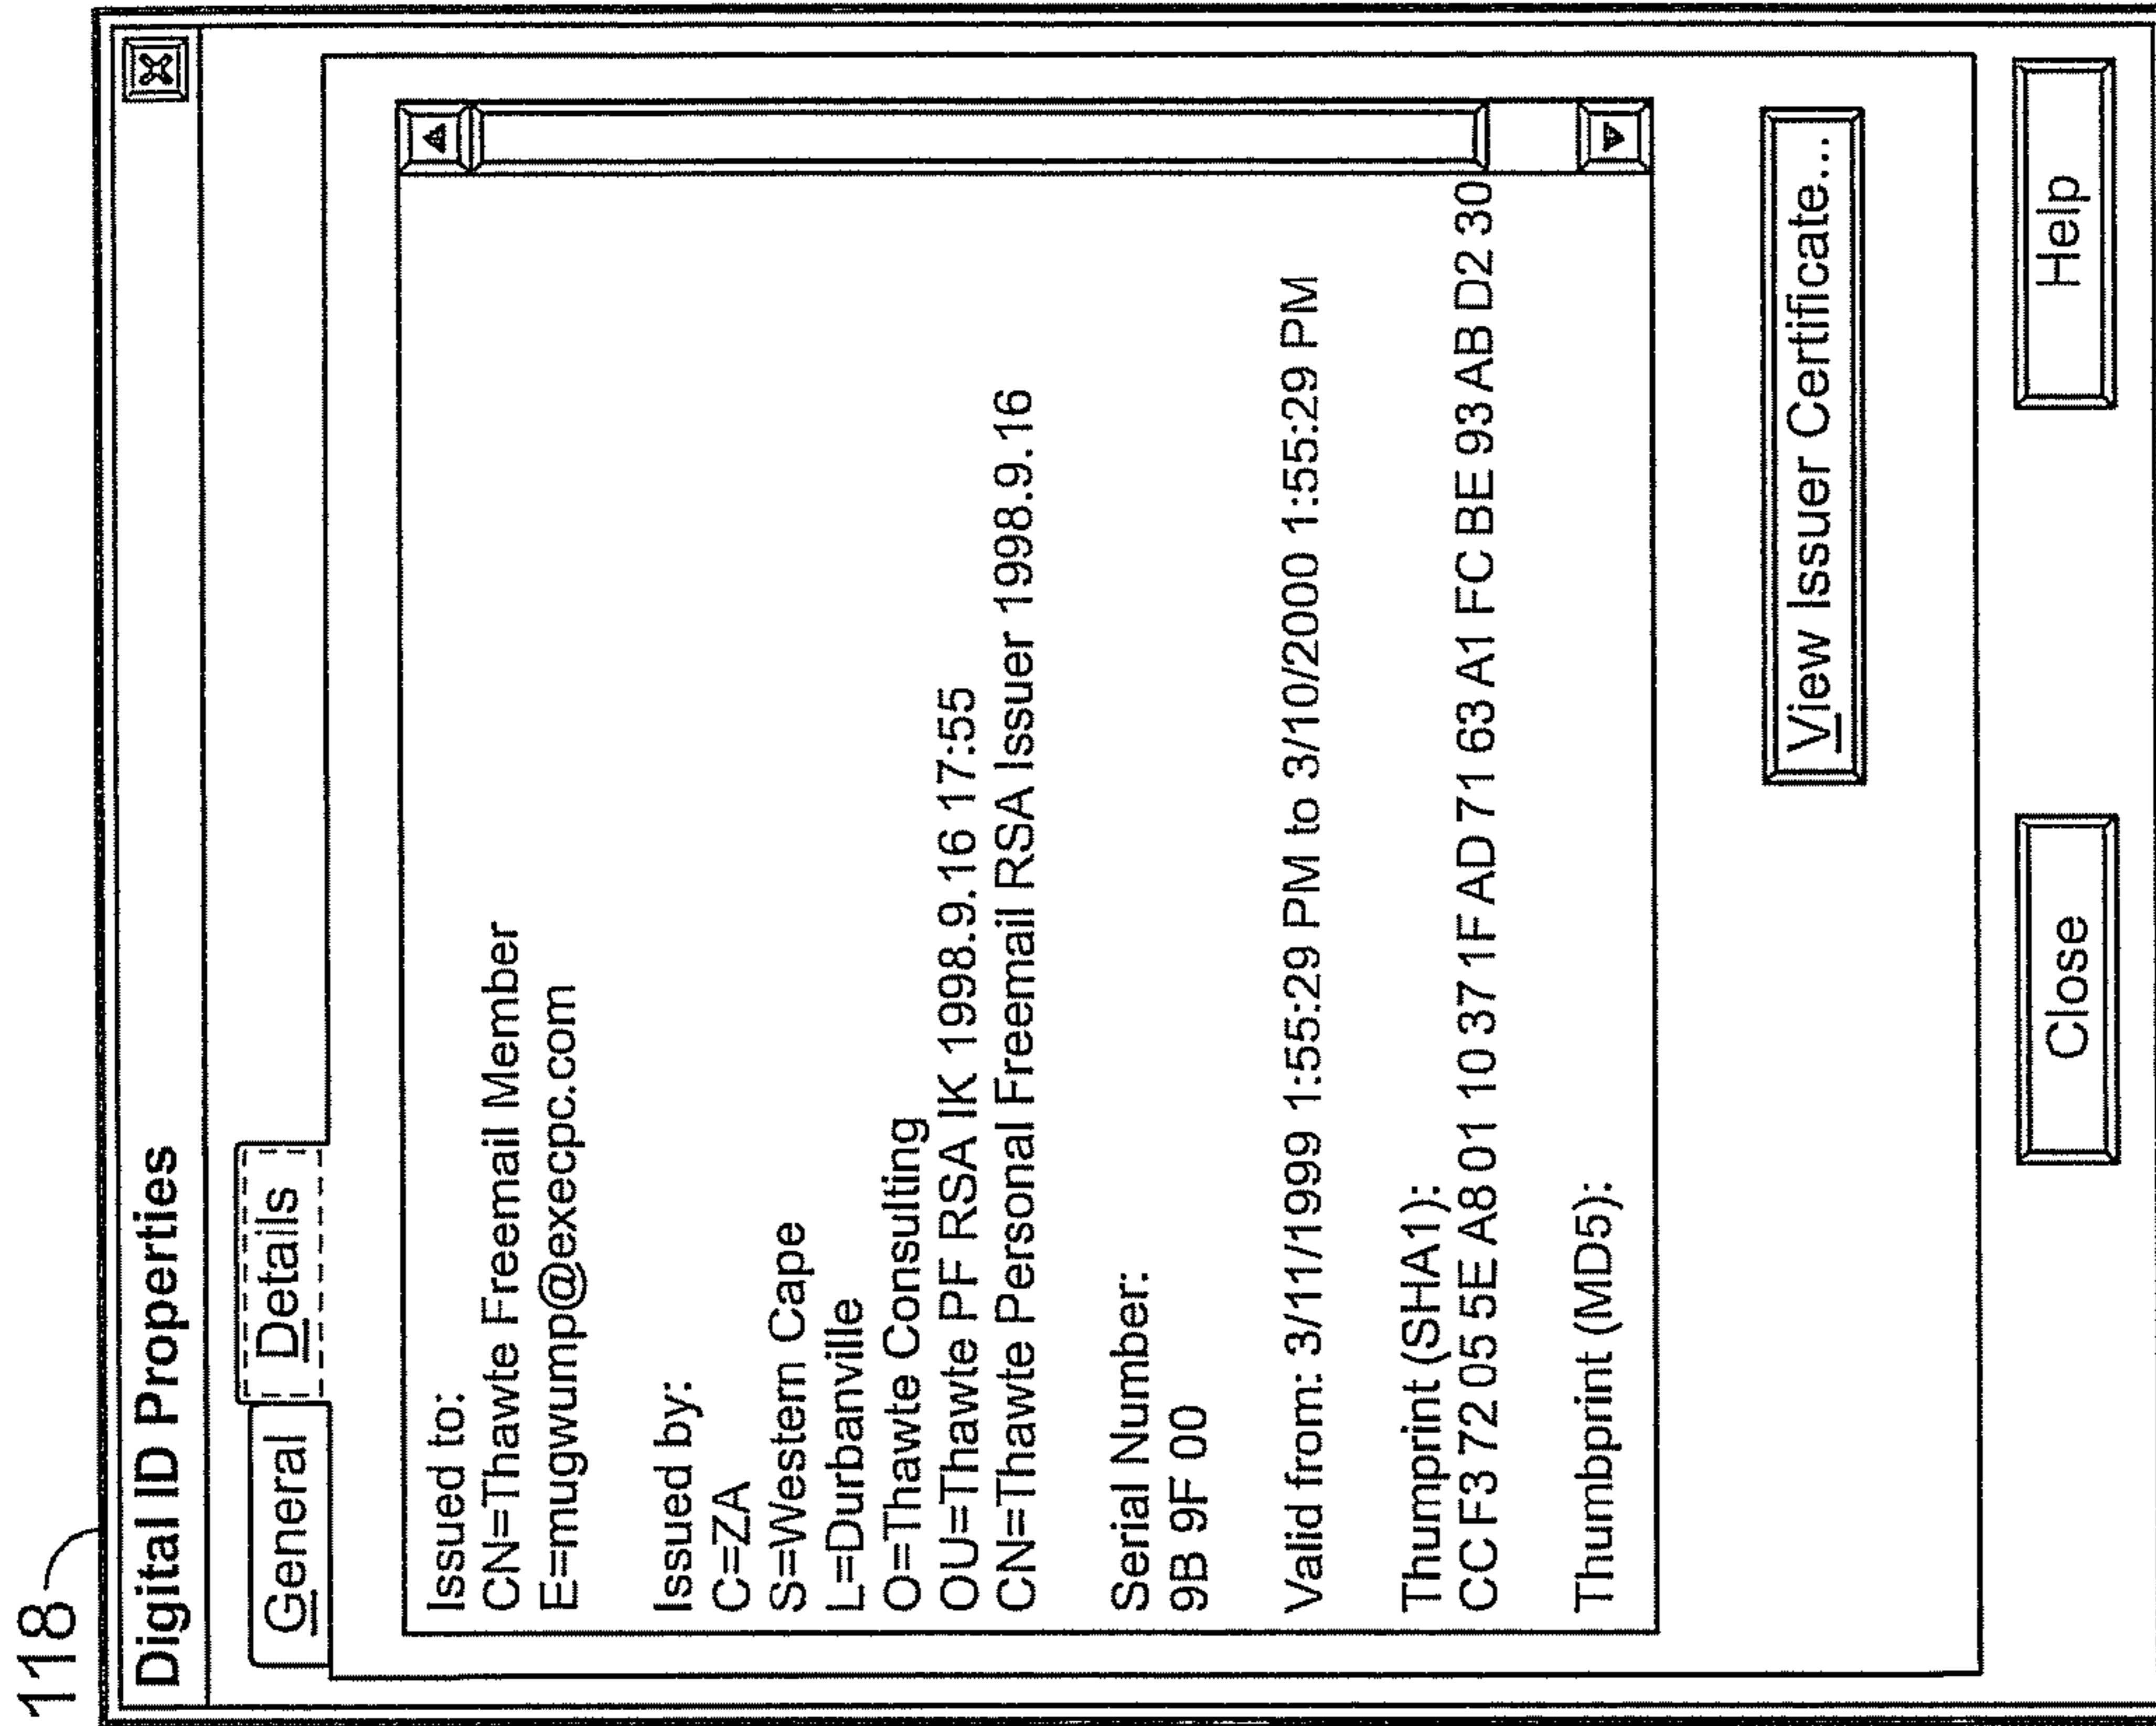 118
Digital ID Properties
General Details
Issued to:
CN=Thawte Freemail Member
E=mugwump@execpc.com
Issued by:
C=ZA
S=Western Cape
L=Durbanville
O=Thawte Consulting
OU=Thawte PF RSA IK 1998.9.16 17:55
CN=Thawte Personal Freemail RSA Issuer 1998.9.16
Serial Number:
9B 9F 00
Valid from: 3/11/1999 1:55:29 PM to 3/10/2000 1:55:29 PM
Thumprint (SHA1):
CC F3 72 05 5E A8 01 10 37 1F AD 71 63 A1 FC BE 93 AB D2 30
Thumbprint (MD5):
View Issuer Certificate...
Close Help